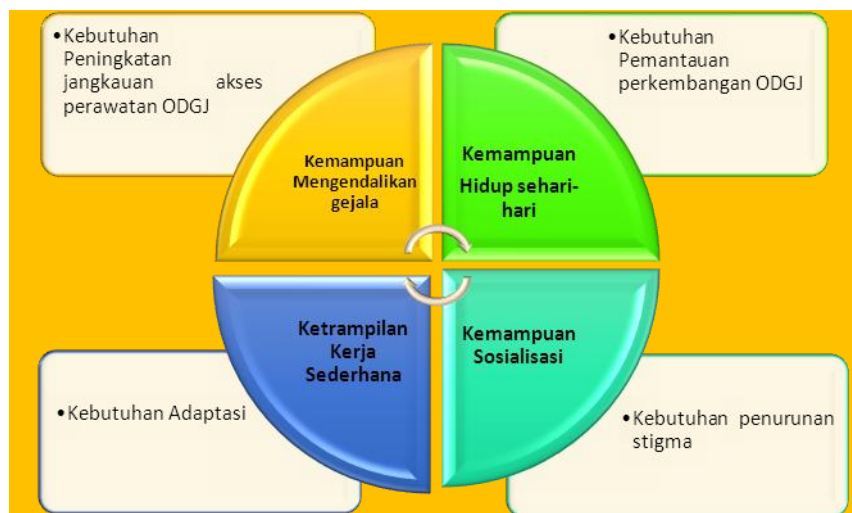 •Kebutuhan
Peningkatan
jangkauan akses
perawatan ODGJ
•Kebutuhan
Pemantauan
perkembangan ODGJ
Kemampuan
Mengendalikan
gejala
Kemampuan
Hidup sehari-
hari
Ketrampilan
Kerja
Sederhana
Kemampuan
Sosialisasi
•Kebutuhan Adaptasi
•Kebutuhan penurunan
stigma